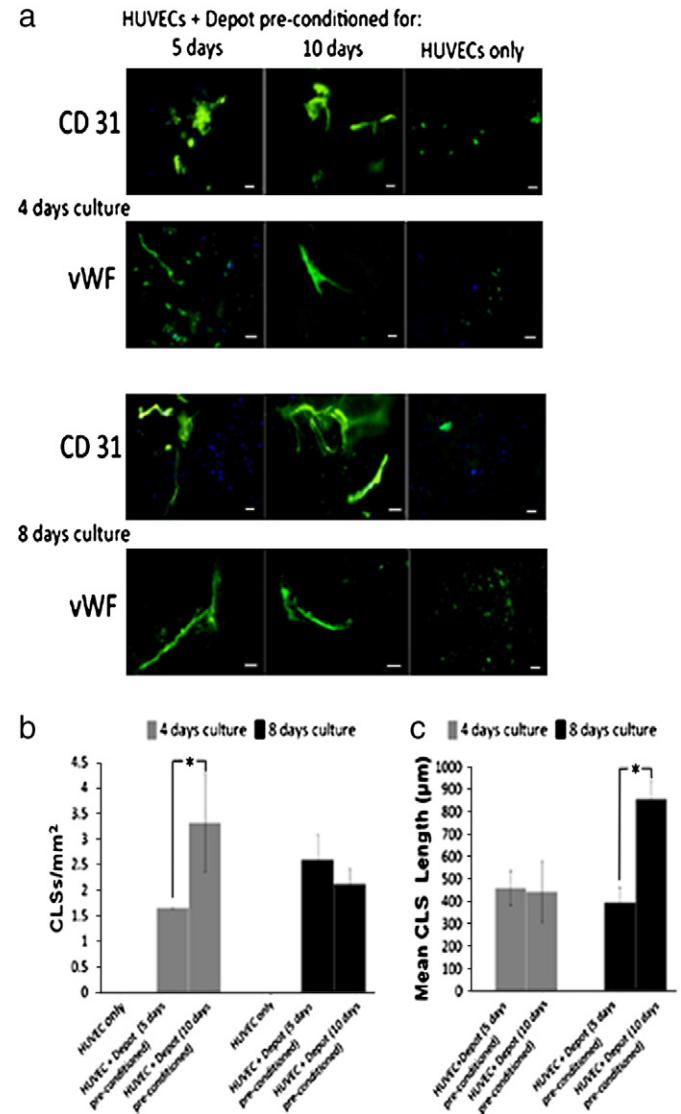 a
HUVECs + Depot pre-conditioned for:
5 days 10 days HUVECs only
CD 31
4 days culture
vWF
CD 31
8 days culture
vWF
b
4 days culture 8 days culture
CLSs/mm²
4.5
4
3.5
3
2.5
2
1.5
1
0.5
0
*
HUVEC only
HUVEC + Depot (5 days
pre-conditioned)
HUVEC + Depot (10 days
pre-conditioned)
HUVEC only
HUVEC + Depot (5 days
pre-conditioned)
HUVEC + Depot (10 days
pre-conditioned)
c
4 days culture 8 days culture
Mean CLS Length (µm)
1000
900
800
700
600
500
400
300
200
100
0
*
HUVEC+Depot (5 days
pre-conditioned)
HUVEC + Depot (10 days
pre-conditioned)
HUVEC + Depot (5 days
pre-conditioned)
HUVEC + Depot (10 days
pre-conditioned)